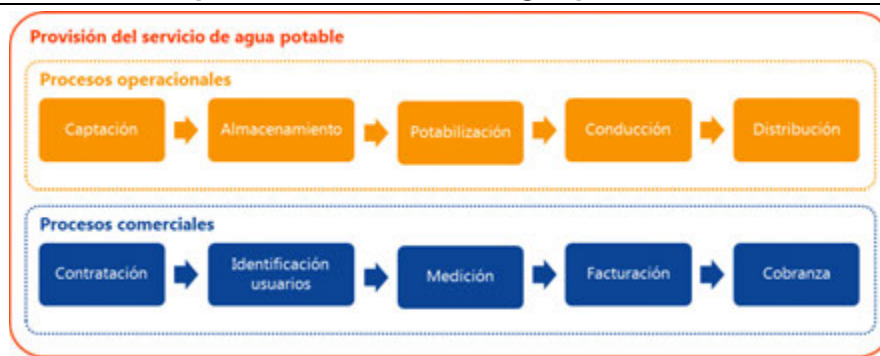 Provisión del servicio de agua potable
Procesos operacionales
Captación
Almacenamiento
Potabilización
Conducción
Distribución
Procesos comerciales
Contratación
Identificación
usuarios
Medición
Facturación
Cobranza